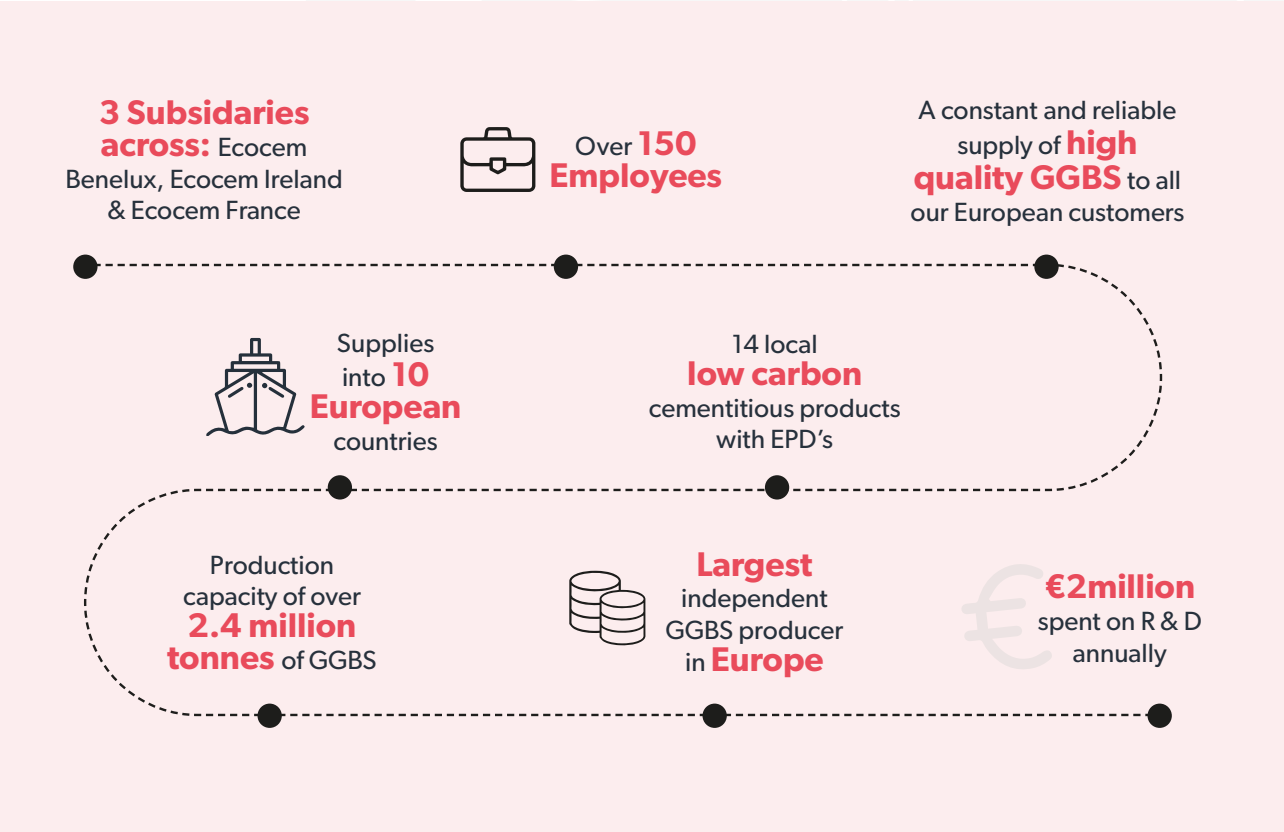 3 Subsidaries
across: Ecocem
Benelux, Ecocem Ireland
& Ecocem France
Over 150
Employees
A constant and reliable
supply of high
quality GGBS to all
our European customers
Supplies
into 10
European
countries
14 local
low carbon
cementitious products
with EPD's
Production
capacity of over
2.4 million
tonnes of GGBS
Largest
independent
GGBS producer
in Europe
€
€2million
spent on R & D
annually